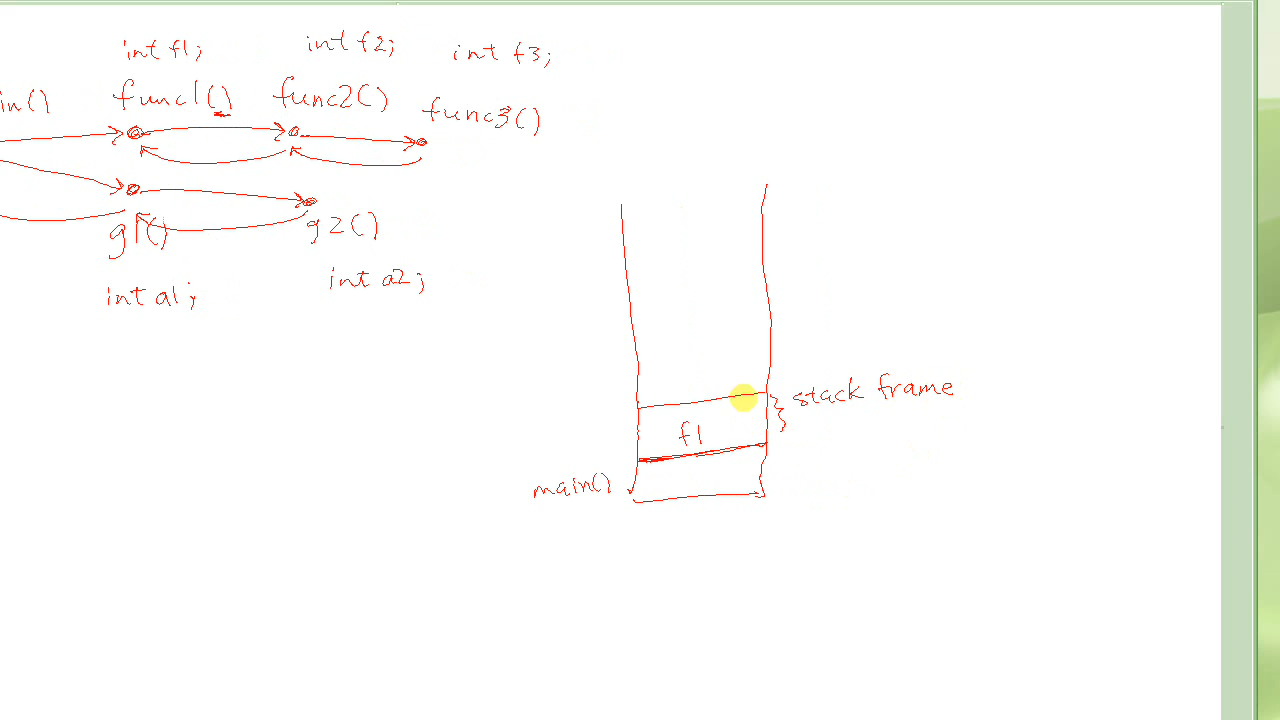 int f1;
int f2;
int f3;
in()
func1()
func2()
func3()
g1()
g2()
int a1;
int a2;
stack frame
f1
main()